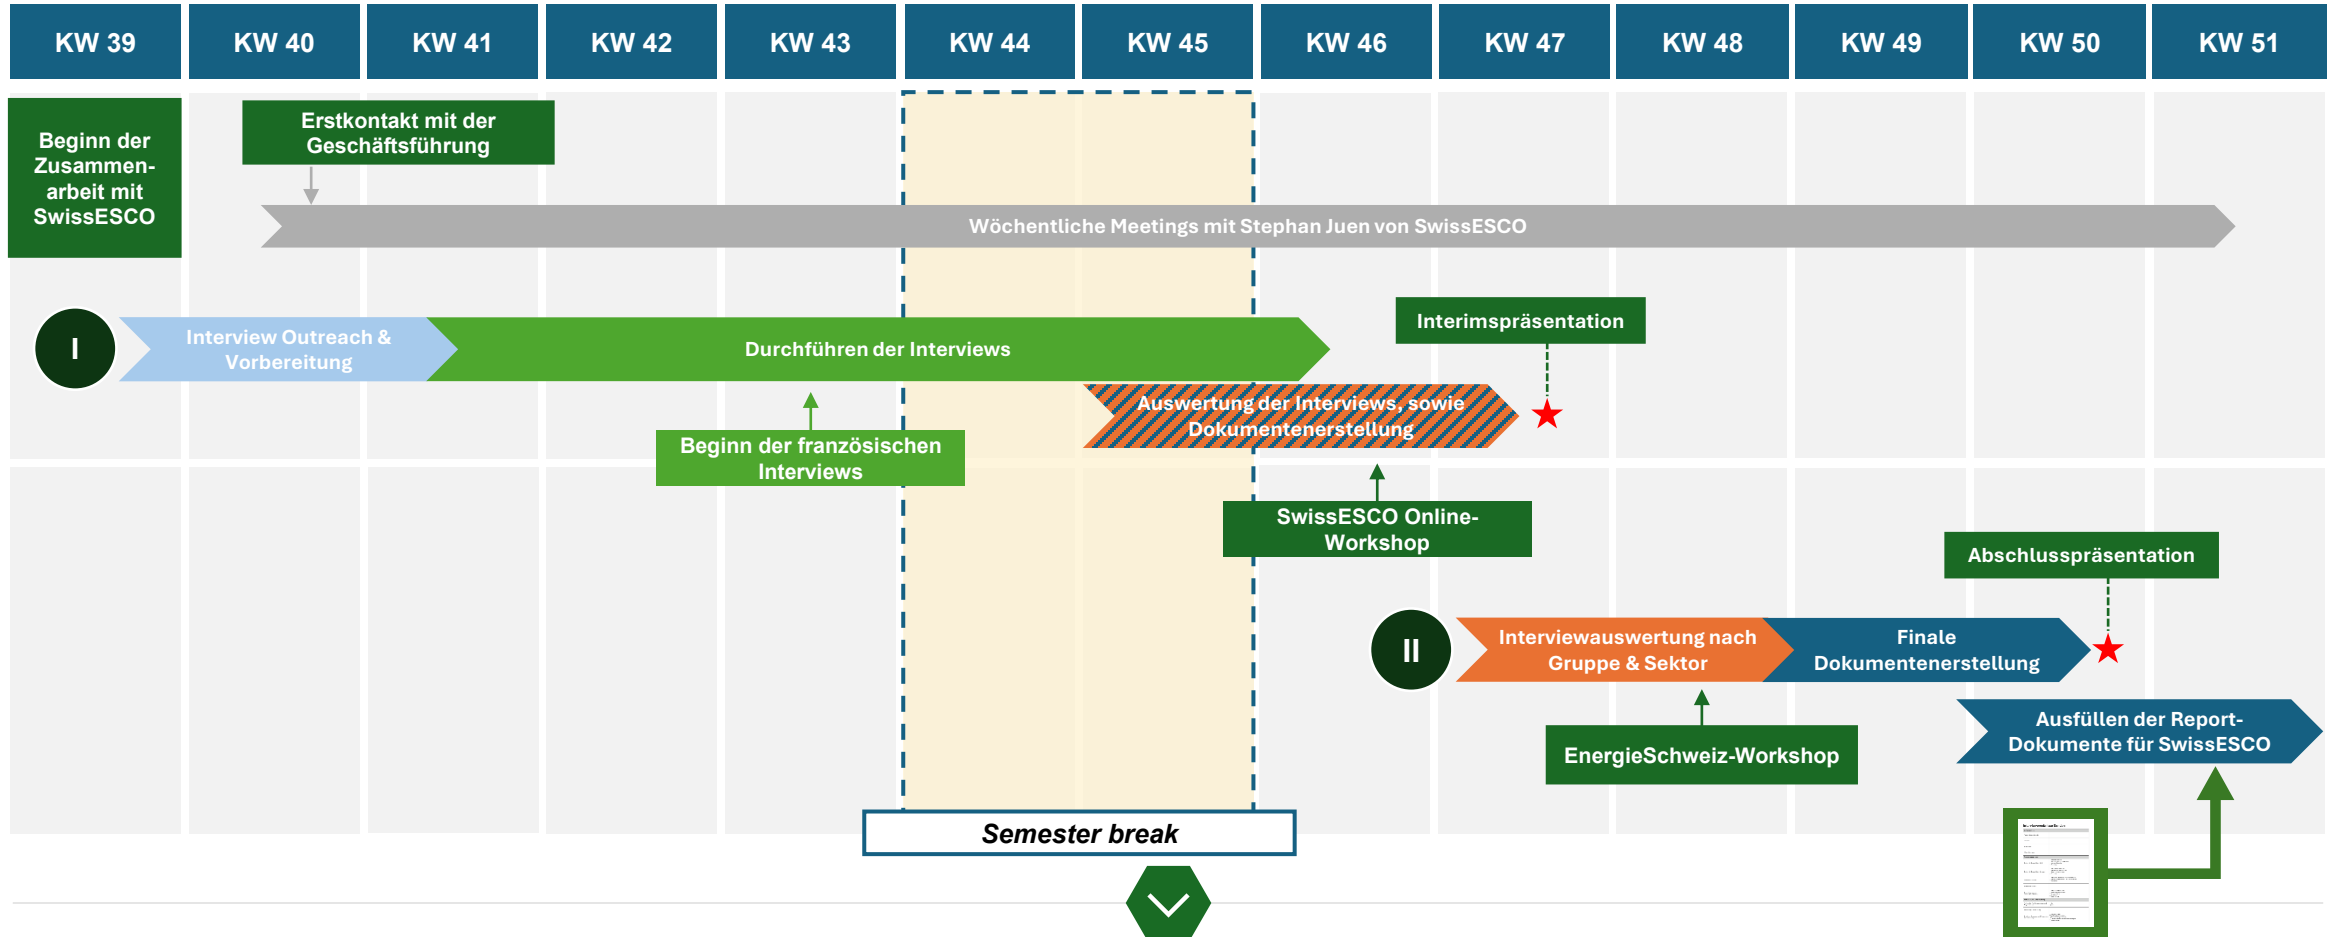 KW 39 KW 40 KW 41 KW 42 KW 43 KW 44 KW 45 KW 46 KW 47 KW 48 KW 49 KW 50 KW 51
Beginn der
Zusammen-
arbeit mit
SwissESCO
Erstkontakt mit der
Geschäftsführung
Wöchentliche Meetings mit Stephan Juen von SwissESCO
I
Interview Outreach &
Vorbereitung
Durchführen der Interviews
Interimspräsentation
Auswertung der Interviews, sowie
Dokumentenerstellung
Beginn der französischen
Interviews
SwissESCO Online-
Workshop
Abschlusspräsentation
II
Interviewauswertung nach
Gruppe & Sektor
Finale
Dokumentenerstellung
Ausfüllen der Report-
Dokumente für SwissESCO
EnergieSchweiz-Workshop
Semester break